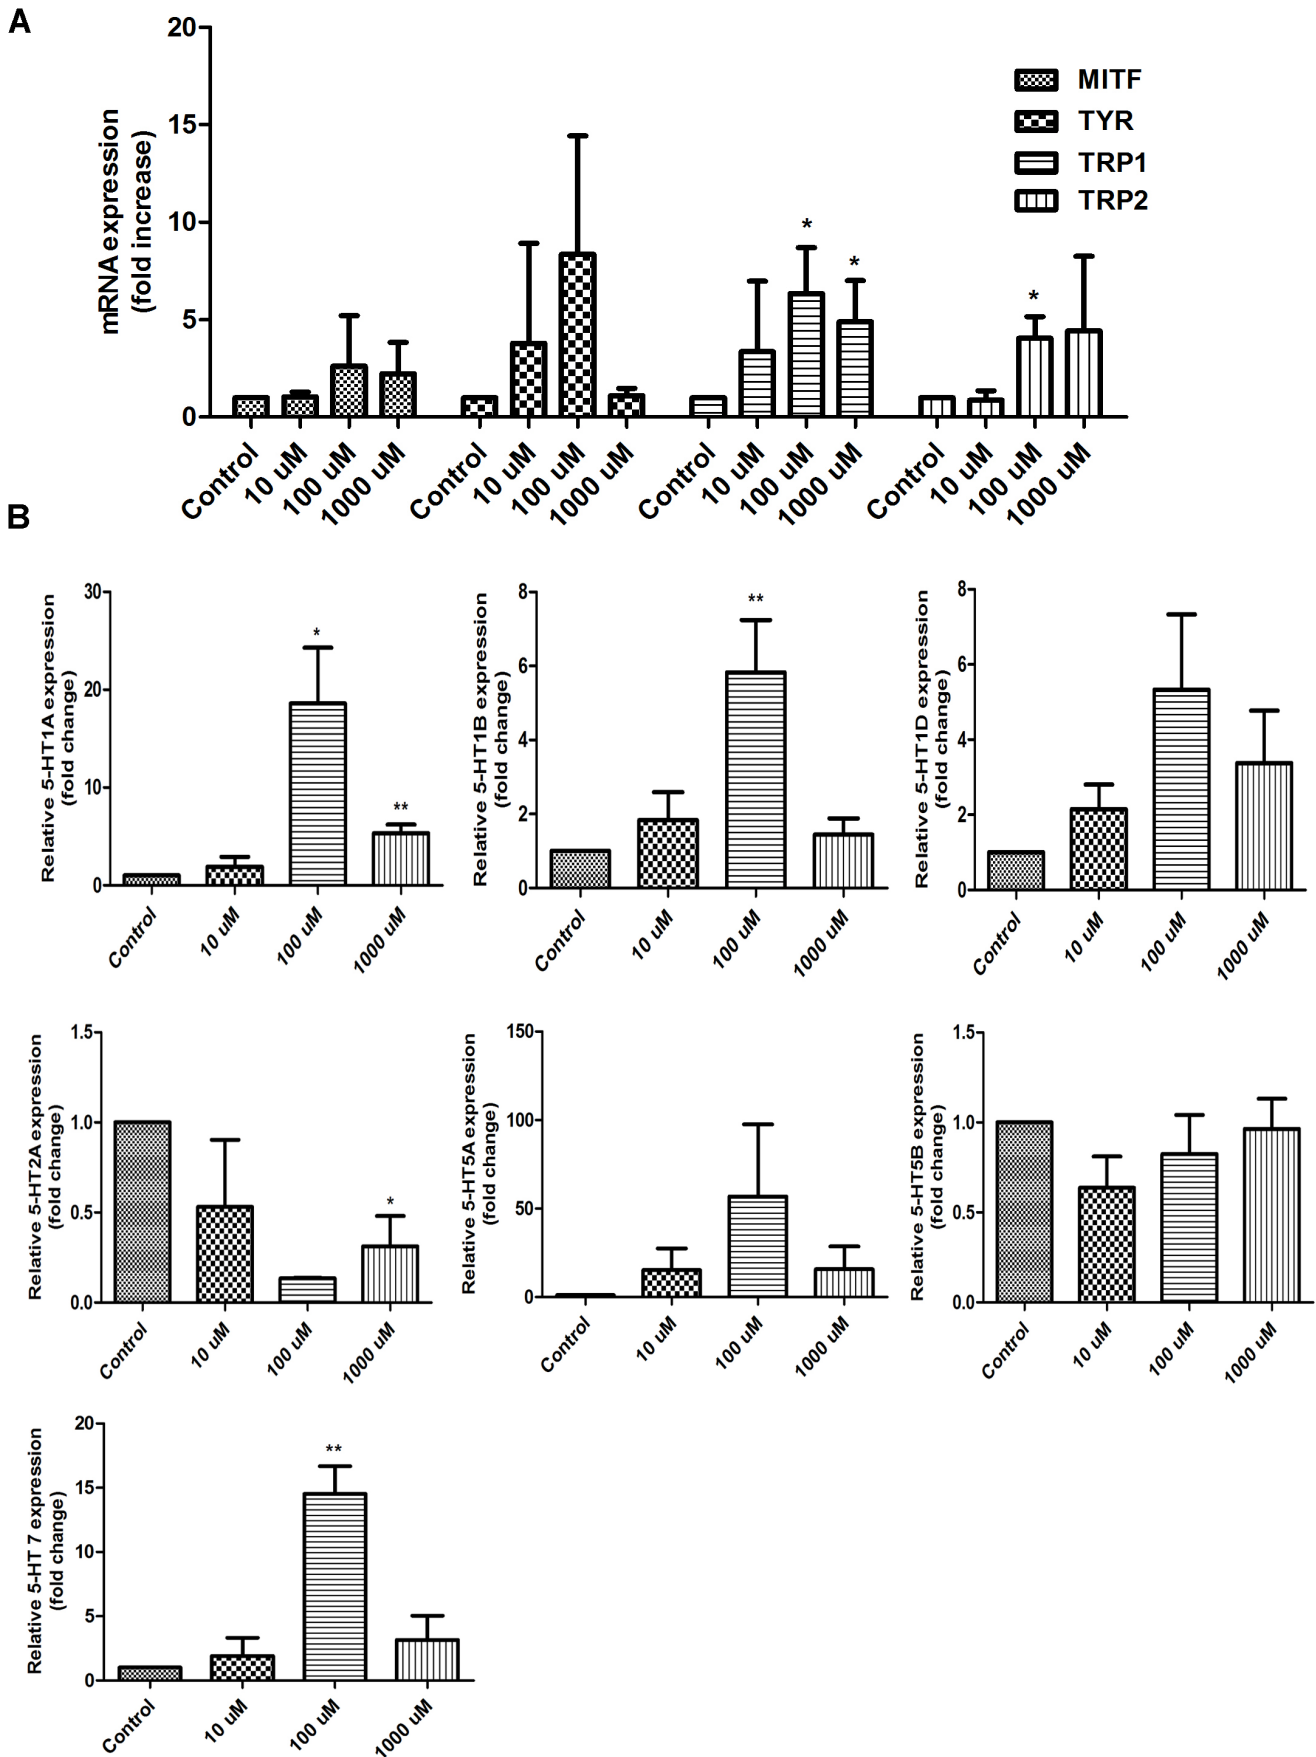 A
mRNA expression
(fold increase)
20
15
10
5
0
MITF
TYR
TRP1
TRP2
*
*
*
Control
10 uM
100 uM
1000 uM
Control
10 uM
100 uM
1000 uM
Control
10 uM
100 uM
1000 uM
Control
10 uM
100 uM
1000 uM
B
Relative 5-HT1A expression
(fold change)
30
20
10
0
*
**
Control
10 uM
100 uM
1000 uM
Relative 5-HT1B expression
(fold change)
8
6
4
2
0
**
Control
10 uM
100 uM
1000 uM
Relative 5-HT1D expression
(fold change)
8
6
4
2
0
Control
10 uM
100 uM
1000 uM
Relative 5-HT2A expression
(fold change)
1.5
1.0
0.5
0.0
*
Control
10 uM
100 uM
1000 uM
Relative 5-HT5A expression
(fold change)
150
100
50
0
Control
10 uM
100 uM
1000 uM
Relative 5-HT5B expression
(fold change)
1.5
1.0
0.5
0.0
Control
10 uM
100 uM
1000 uM
Relative 5-HT 7 expression
(fold change)
20
15
10
5
0
**
Control
10 uM
100 uM
1000 uM